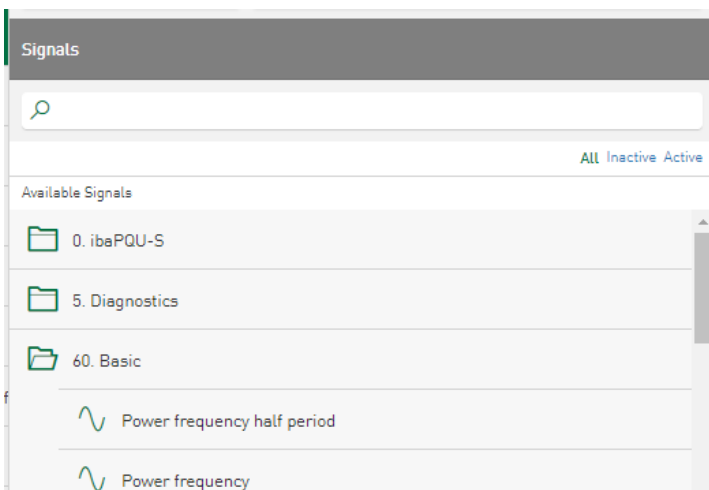 Signals
All Inactive Active
Available Signals
0. ibaPQU-S
5. Diagnostics
60. Basic
f
Power frequency half period
Power frequency